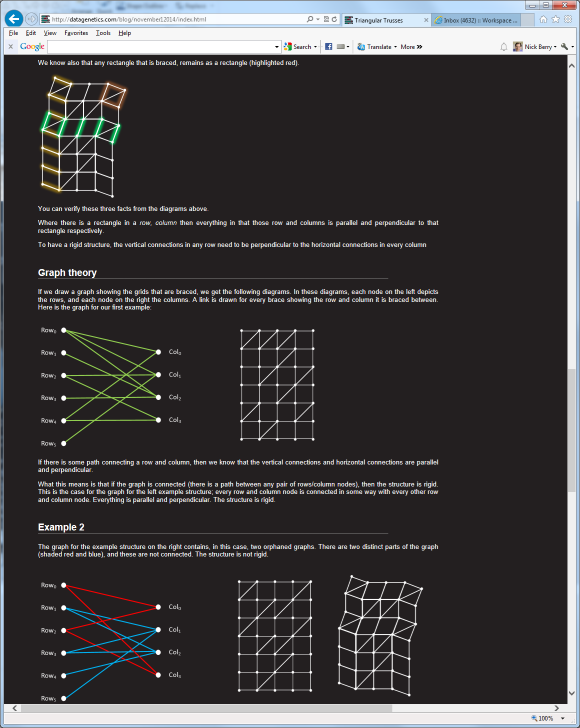 http://datagenetics.com/blog/november12014/index.html
Triangular Trusses
Inbox (4632) :: Workspace ...
File Edit View Favorites Tools Help
Google
Search
Translate
More »
Nick Berry
We know also that any rectangle that is braced, remains as a rectangle (highlighted red).
You can verify these three facts from the diagrams above.
Where there is a rectangle in a row, column then everything in that those row and columns is parallel and perpendicular to that
rectangle respectively.
To have a rigid structure, the vertical connections in any row need to be perpendicular to the horizontal connections in every column
Graph theory
If we draw a graph showing the grids that are braced, we get the following diagrams. In these diagrams, each node on the left depicts
the rows, and each node on the right the columns. A link is drawn for every brace showing the row and column it is braced between.
Here is the graph for our first example:
Row0
Row1
Col0
Row2
Col1
Row3
Col2
Row4
Col3
Row5
If there is some path connecting a row and column, then we know that the vertical connections and horizontal connections are parallel
and perpendicular.
What this means is that if the graph is connected (there is a path between any pair of rows/column nodes), then the structure is rigid.
This is the case for the graph for the left example structure; every row and column node is connected in some way with every other row
and column node. Everything is parallel and perpendicular. The structure is rigid.
Example 2
The graph for the example structure on the right contains, in this case, two orphaned graphs. There are two distinct parts of the graph
(shaded red and blue), and these are not connected. The structure is not rigid.
Row0
Row1
Col0
Row2
Col1
Row3
Col2
Row4
Col3
Row5
100%